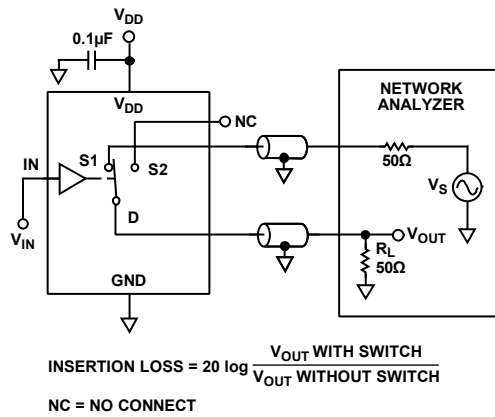 VDD
0.1µF
VDD
NC
NETWORK
ANALYZER
IN
S1
S2
50Ω
VS
D
VIN
VOUT
RL
50Ω
GND
INSERTION LOSS = 20 log VOUT WITH SWITCH
VOUT WITHOUT SWITCH
NC = NO CONNECT